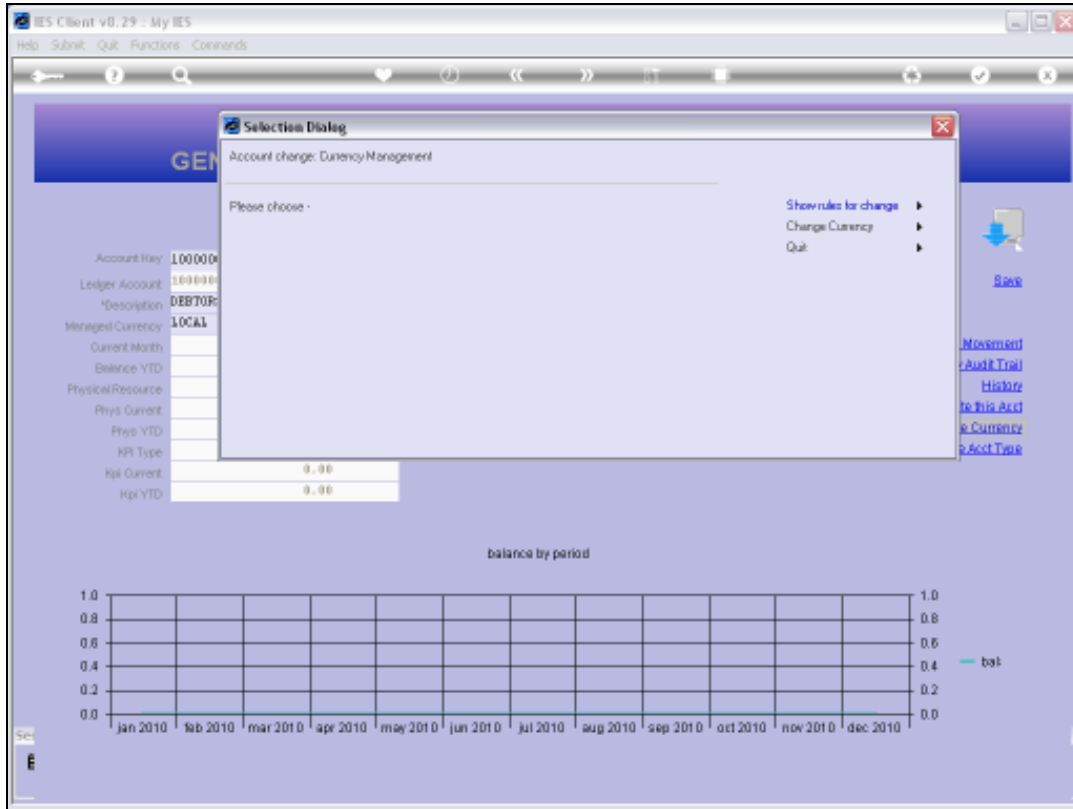 IES Client v8.29 : My IES
Help Submit Quit Functions Commands
GEN
Selection Dialog
Account change: Currency Management
Please choose -
Show rules for change
Change Currency
Quit
Account Key 100000
Ledger Account 100000
*Description DEBTOR
Managed Currency LOCAL
Current Month
Balance YTD
Physical Resource
Phys Current
Phys YTD
KPI Type
Kpi Current 0.00
Kpi YTD 0.00
Save
Movement
Audit Trail
History
te this Acct
e Currency
e Acct Type
balance by period
1.0 1.0
0.8 0.8
0.6 0.6
0.4 0.4
0.2 0.2
0.0 0.0
bal
jan 2010 feb 2010 mar 2010 apr 2010 may 2010 jun 2010 jul 2010 aug 2010 sep 2010 oct 2010 nov 2010 dec 2010